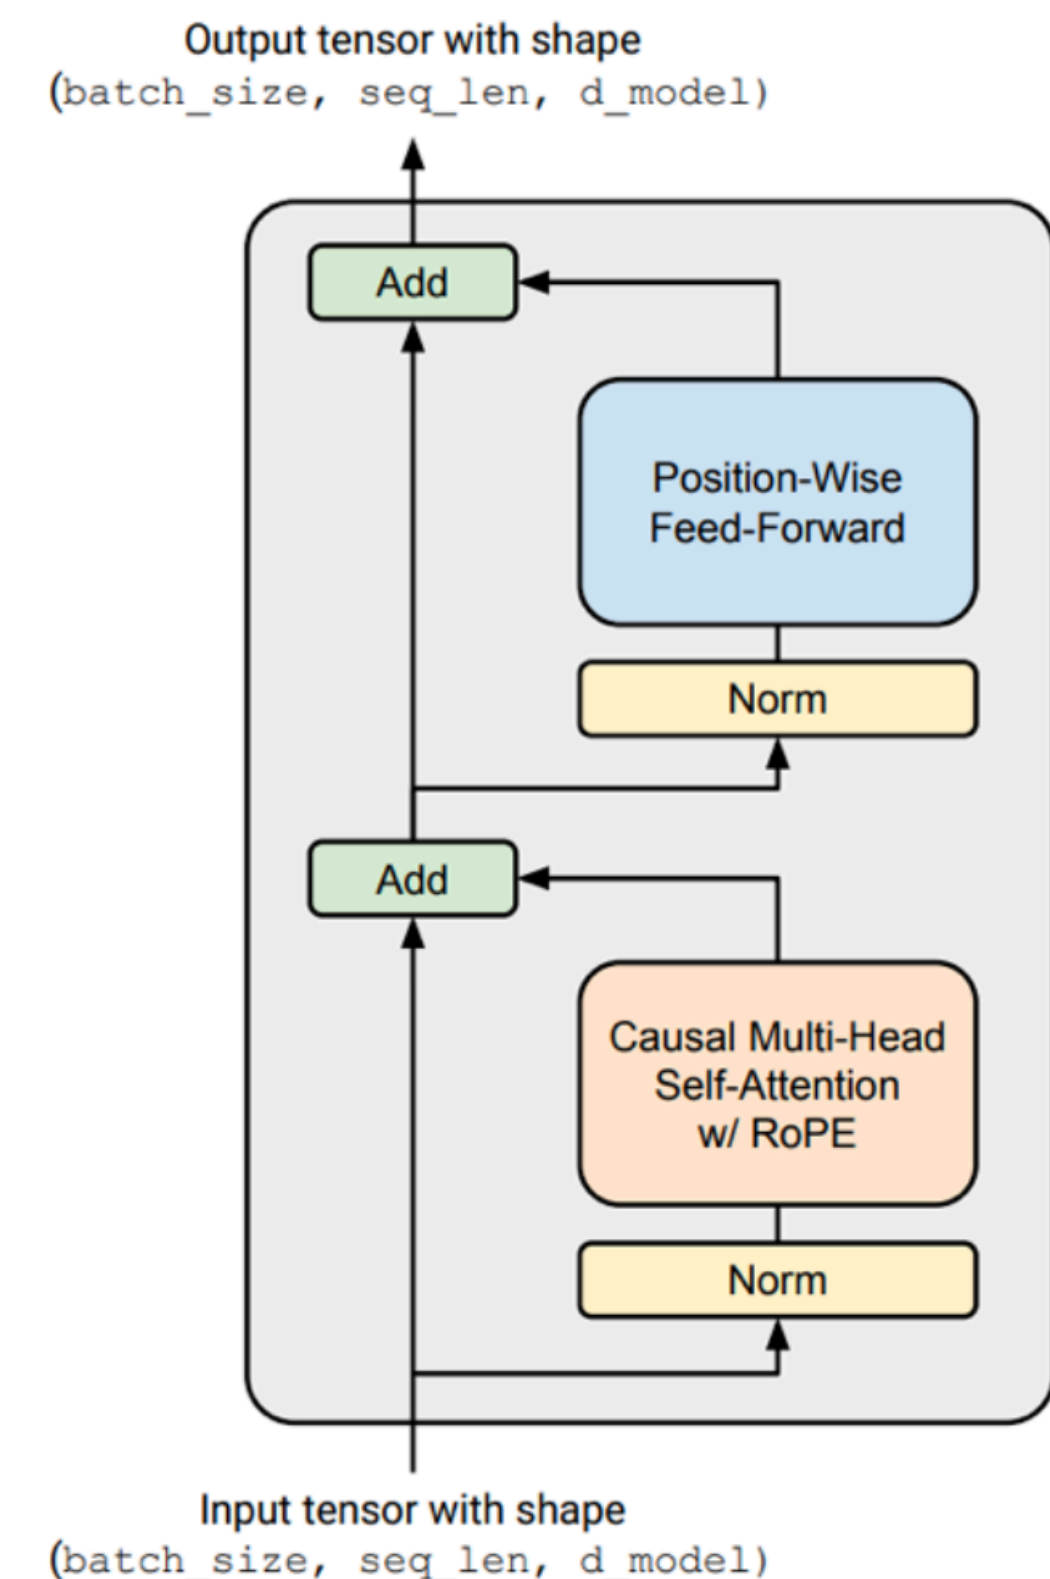 Output tensor with shape
(batch_size, seq_len, d_model)
Add
Position-Wise
Feed-Forward
Norm
Add
Causal Multi-Head
Self-Attention
w/ RoPE
Norm
Input tensor with shape
(batch_size, seq_len, d_model)